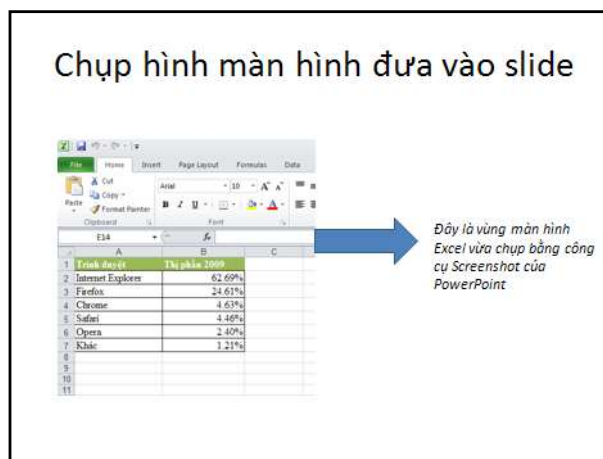 Chụp hình màn hình đưa vào slide
File Home Insert Page Layout Formulas Data
Cut
Copy
Format Painter
Paste
Clipboard
Arial 10 A A
B I U A
Font
E14 fx
A B C
1 Trình duyệt Thị phần 2009
2 Internet Explorer 62.69%
3 Firefox 24.61%
4 Chrome 4.63%
5 Safari 4.46%
6 Opera 2.40%
7 Khác 1.21%
8
9
10
11
Đây là vùng màn hình
Excel vừa chụp bằng công
cụ Screenshot của
PowerPoint